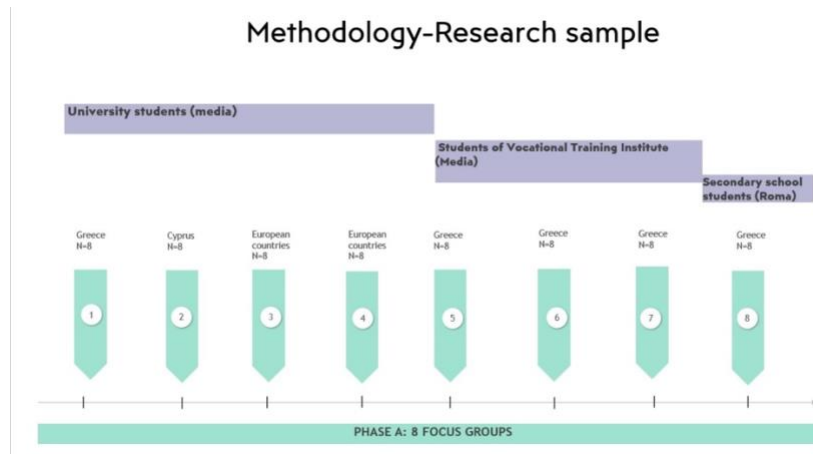 Methodology-Research sample
University students (media)
Students of Vocational Training Institute
(Media)
Secondary school
students (Roma)
Greece
N=8
Cyprus
N=8
European
countries
N=8
European
countries
N=8
Greece
N=8
Greece
N=8
Greece
N=8
Greece
N=8
1
2
3
4
5
6
7
8
PHASE A: 8 FOCUS GROUPS